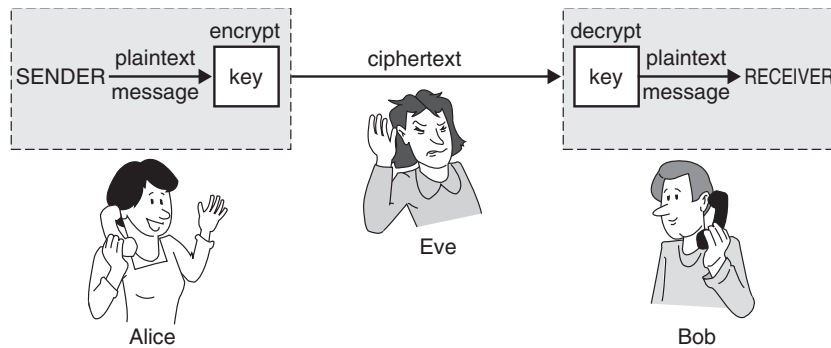 encrypt
decrypt
plaintext
ciphertext
plaintext
SENDER
key
key
RECEIVER
message
message
Eve
Alice
Bob